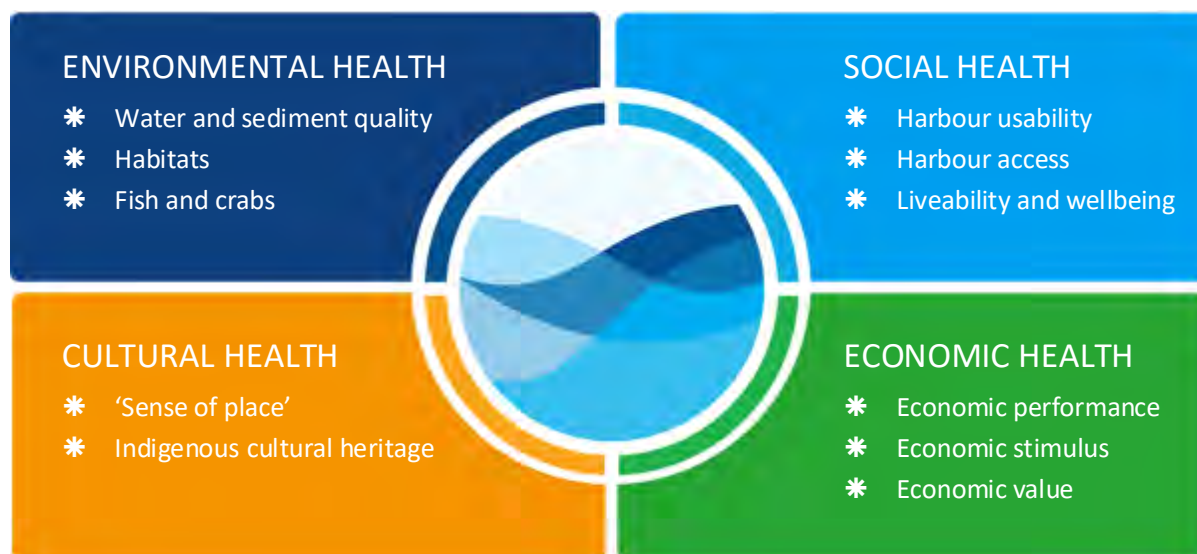 ENVIRONMENTAL HEALTH
✱ Water and sediment quality
✱ Habitats
✱ Fish and crabs
SOCIAL HEALTH
✱ Harbour usability
✱ Harbour access
✱ Liveability and wellbeing
CULTURAL HEALTH
✱ ‘Sense of place’
✱ Indigenous cultural heritage
ECONOMIC HEALTH
✱ Economic performance
✱ Economic stimulus
✱ Economic value